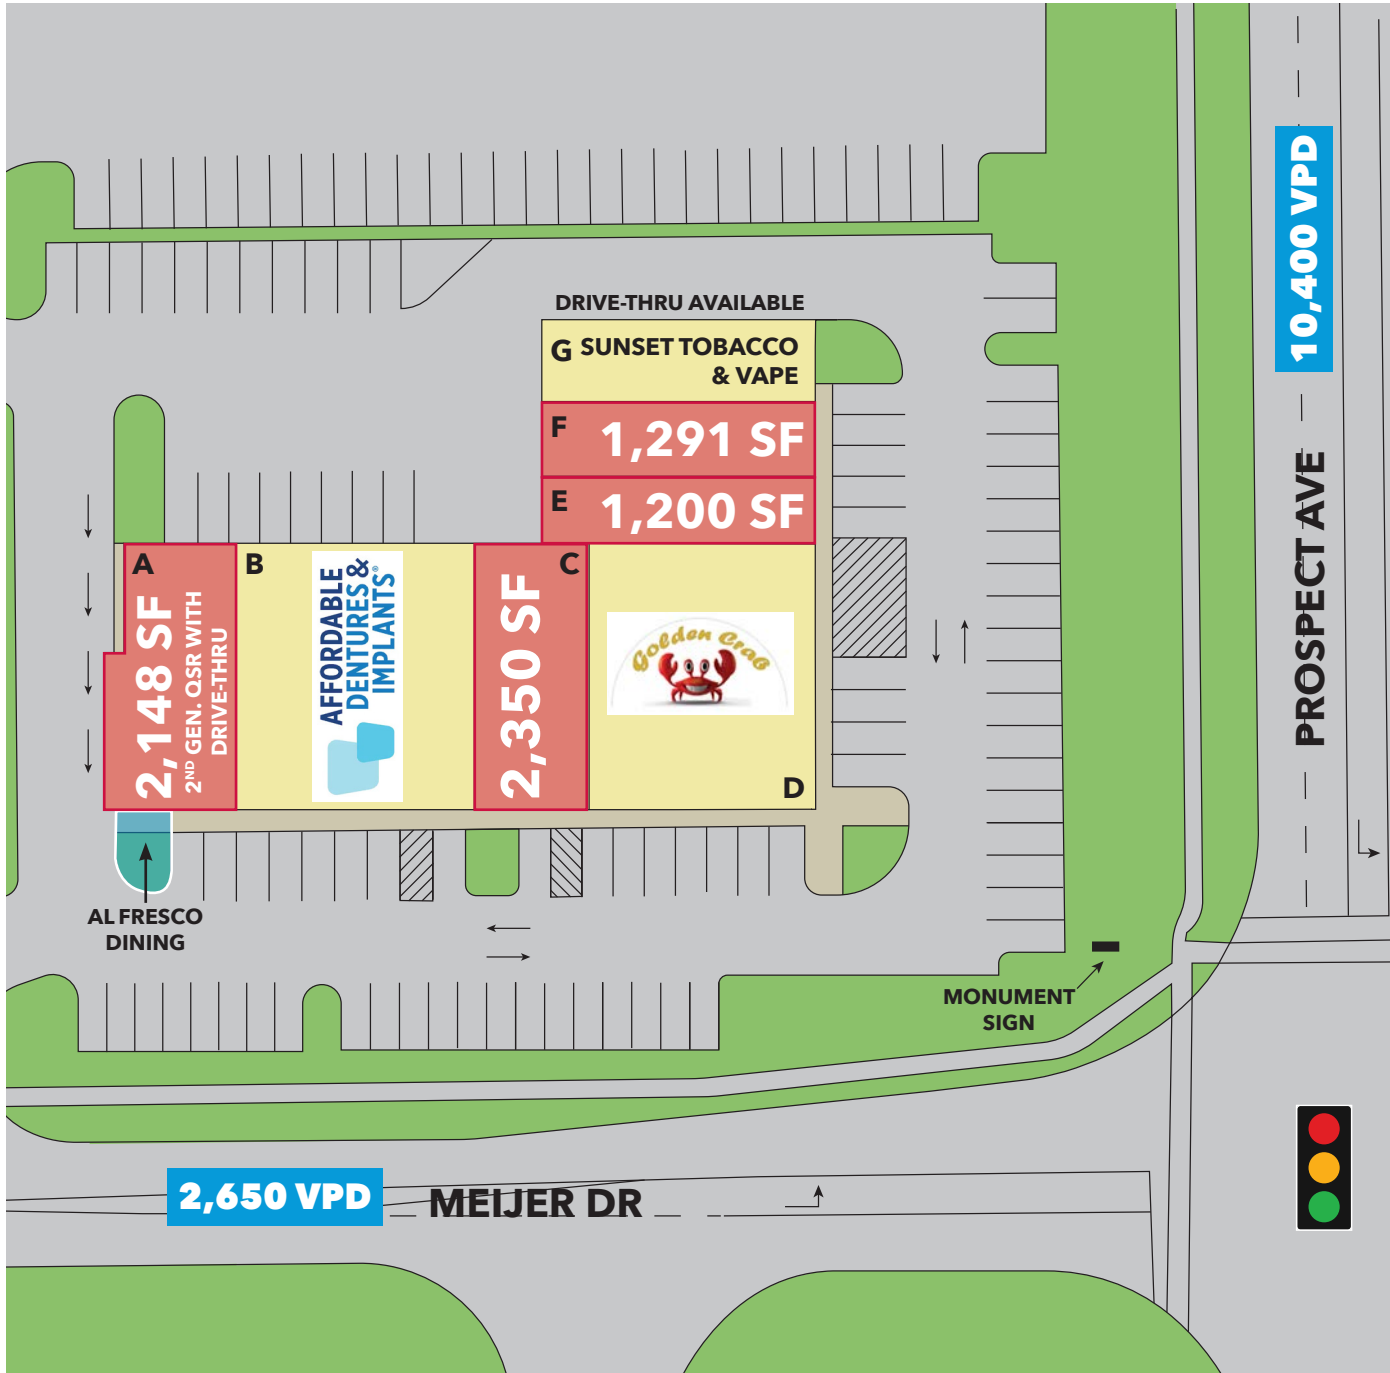 10,400 VPD
DRIVE-THRU AVAILABLE
G SUNSET TOBACCO
& VAPE
F 1,291 SF
E 1,200 SF
A
2,148 SF
2ND GEN. QSR WITH
DRIVE-THRU
B
AFFORDABLE
DENTURES &
IMPLANTS®
C
2,350 SF
Golden Crab
D
PROSPECT AVE
AL FRESCO
DINING
MONUMENT
SIGN
2,650 VPD
MEIJER DR